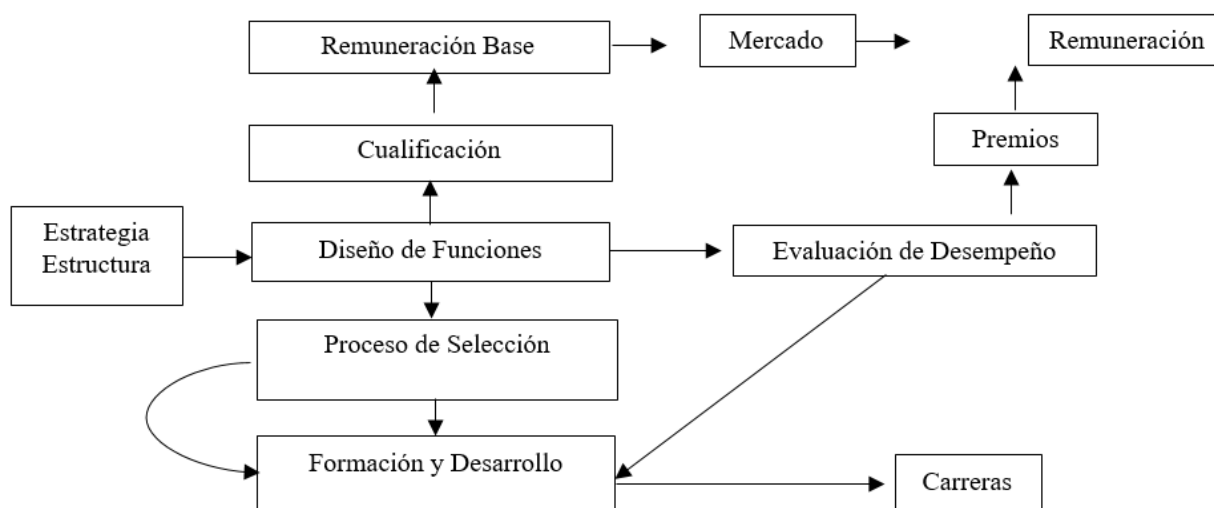 Remuneración Base
Mercado
Remuneración
Cualificación
Premios
Estrategia
Estructura
Diseño de Funciones
Evaluación de Desempeño
Proceso de Selección
Formación y Desarrollo
Carreras